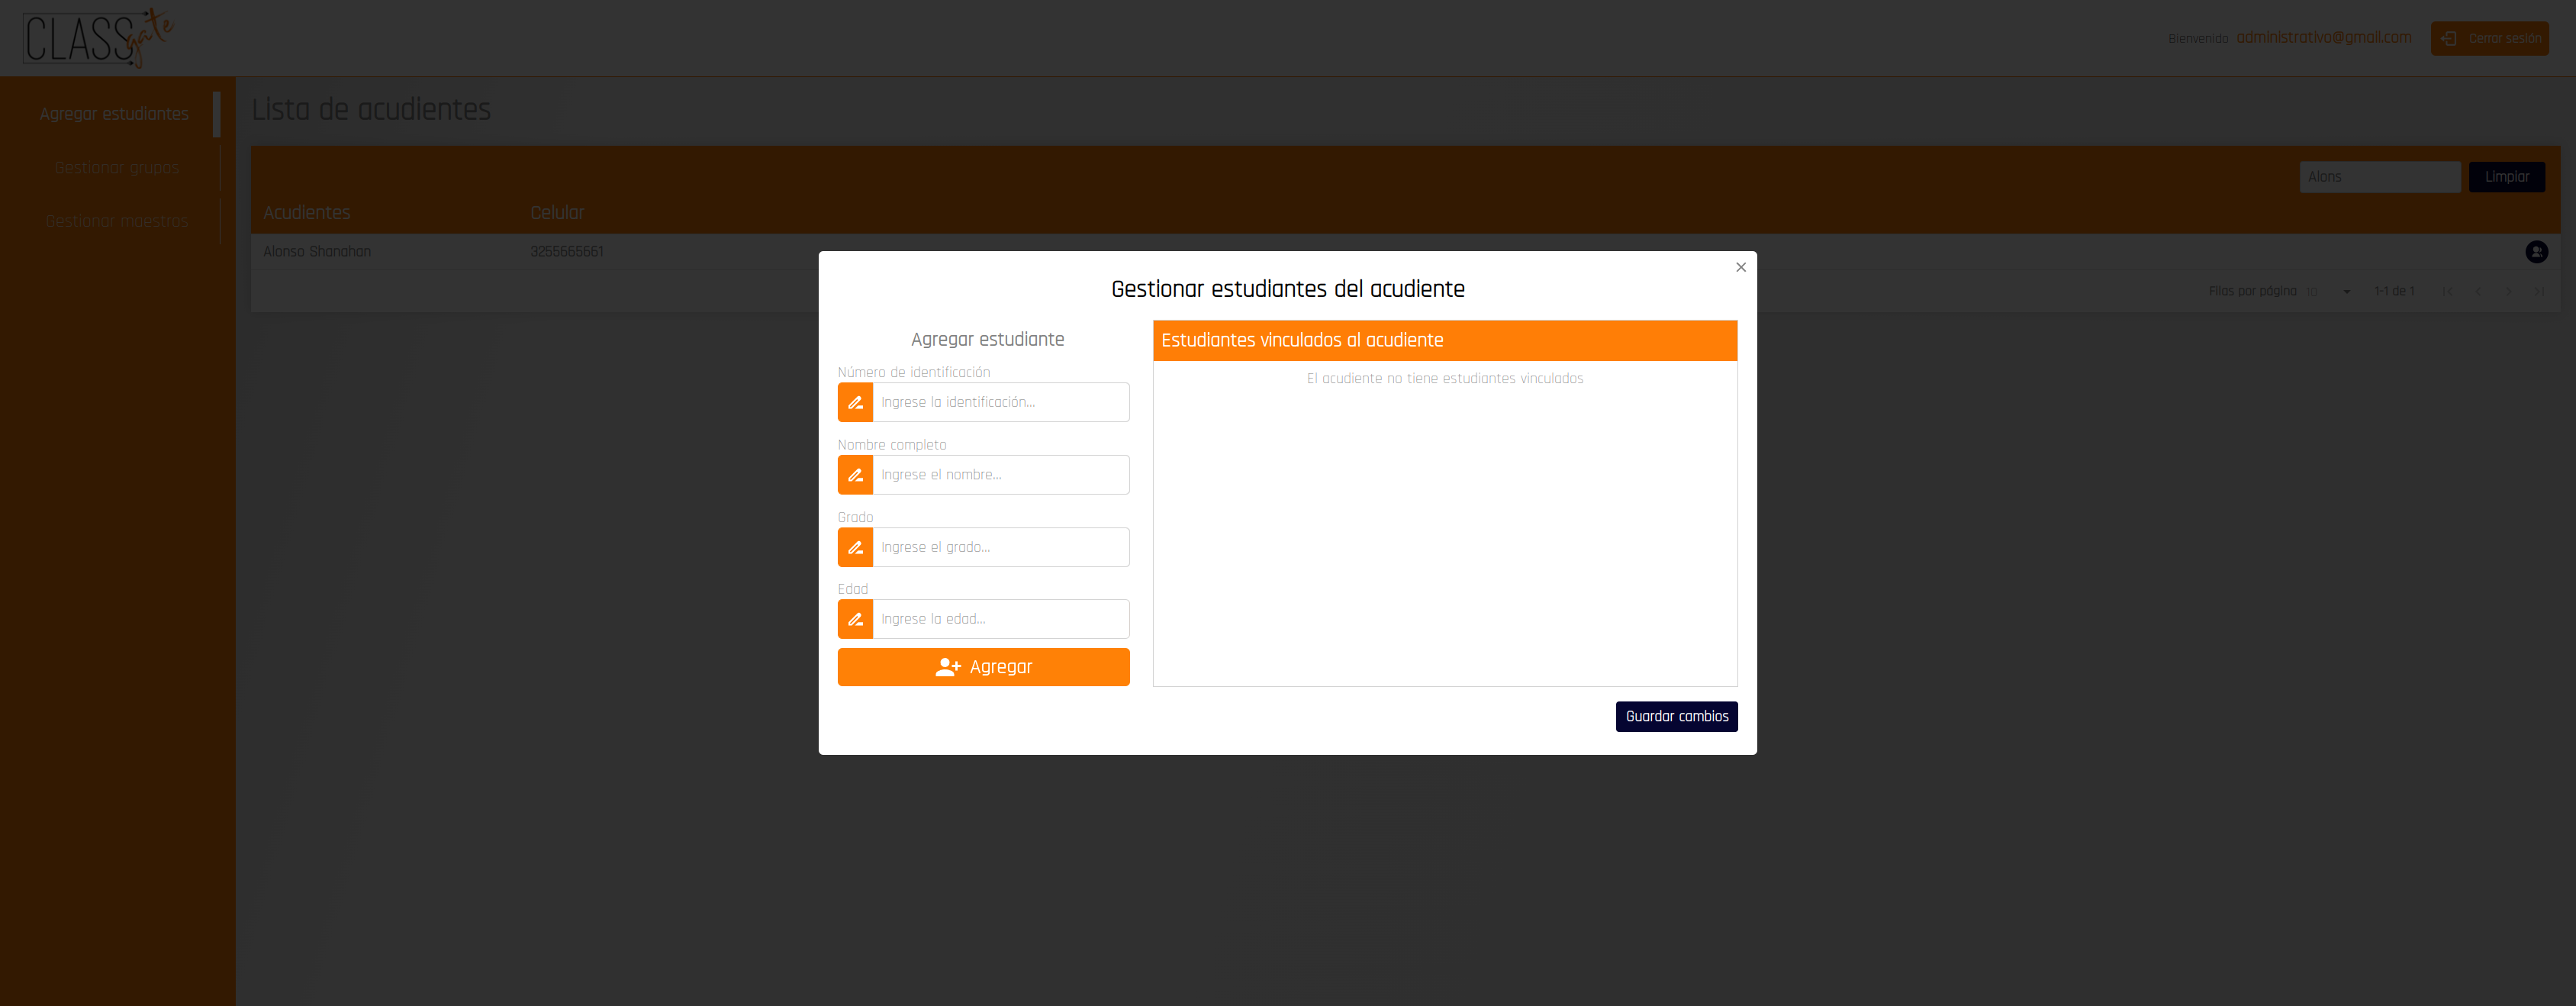 CLASSgate
Bienvenido administrativo@gmail.com
Cerrar sesión
Agregar estudiantes
Gestionar grupos
Gestionar maestros
Lista de acudientes
Alons
Limpiar
Acudientes Celular
Alonso Shanahan 3255665661
Filas por página 10 1-1 de 1
Gestionar estudiantes del acudiente
Agregar estudiante
Número de identificación
Ingrese la identificación...
Nombre completo
Ingrese el nombre...
Grado
Ingrese el grado...
Edad
Ingrese la edad...
Agregar
Estudiantes vinculados al acudiente
El acudiente no tiene estudiantes vinculados
Guardar cambios